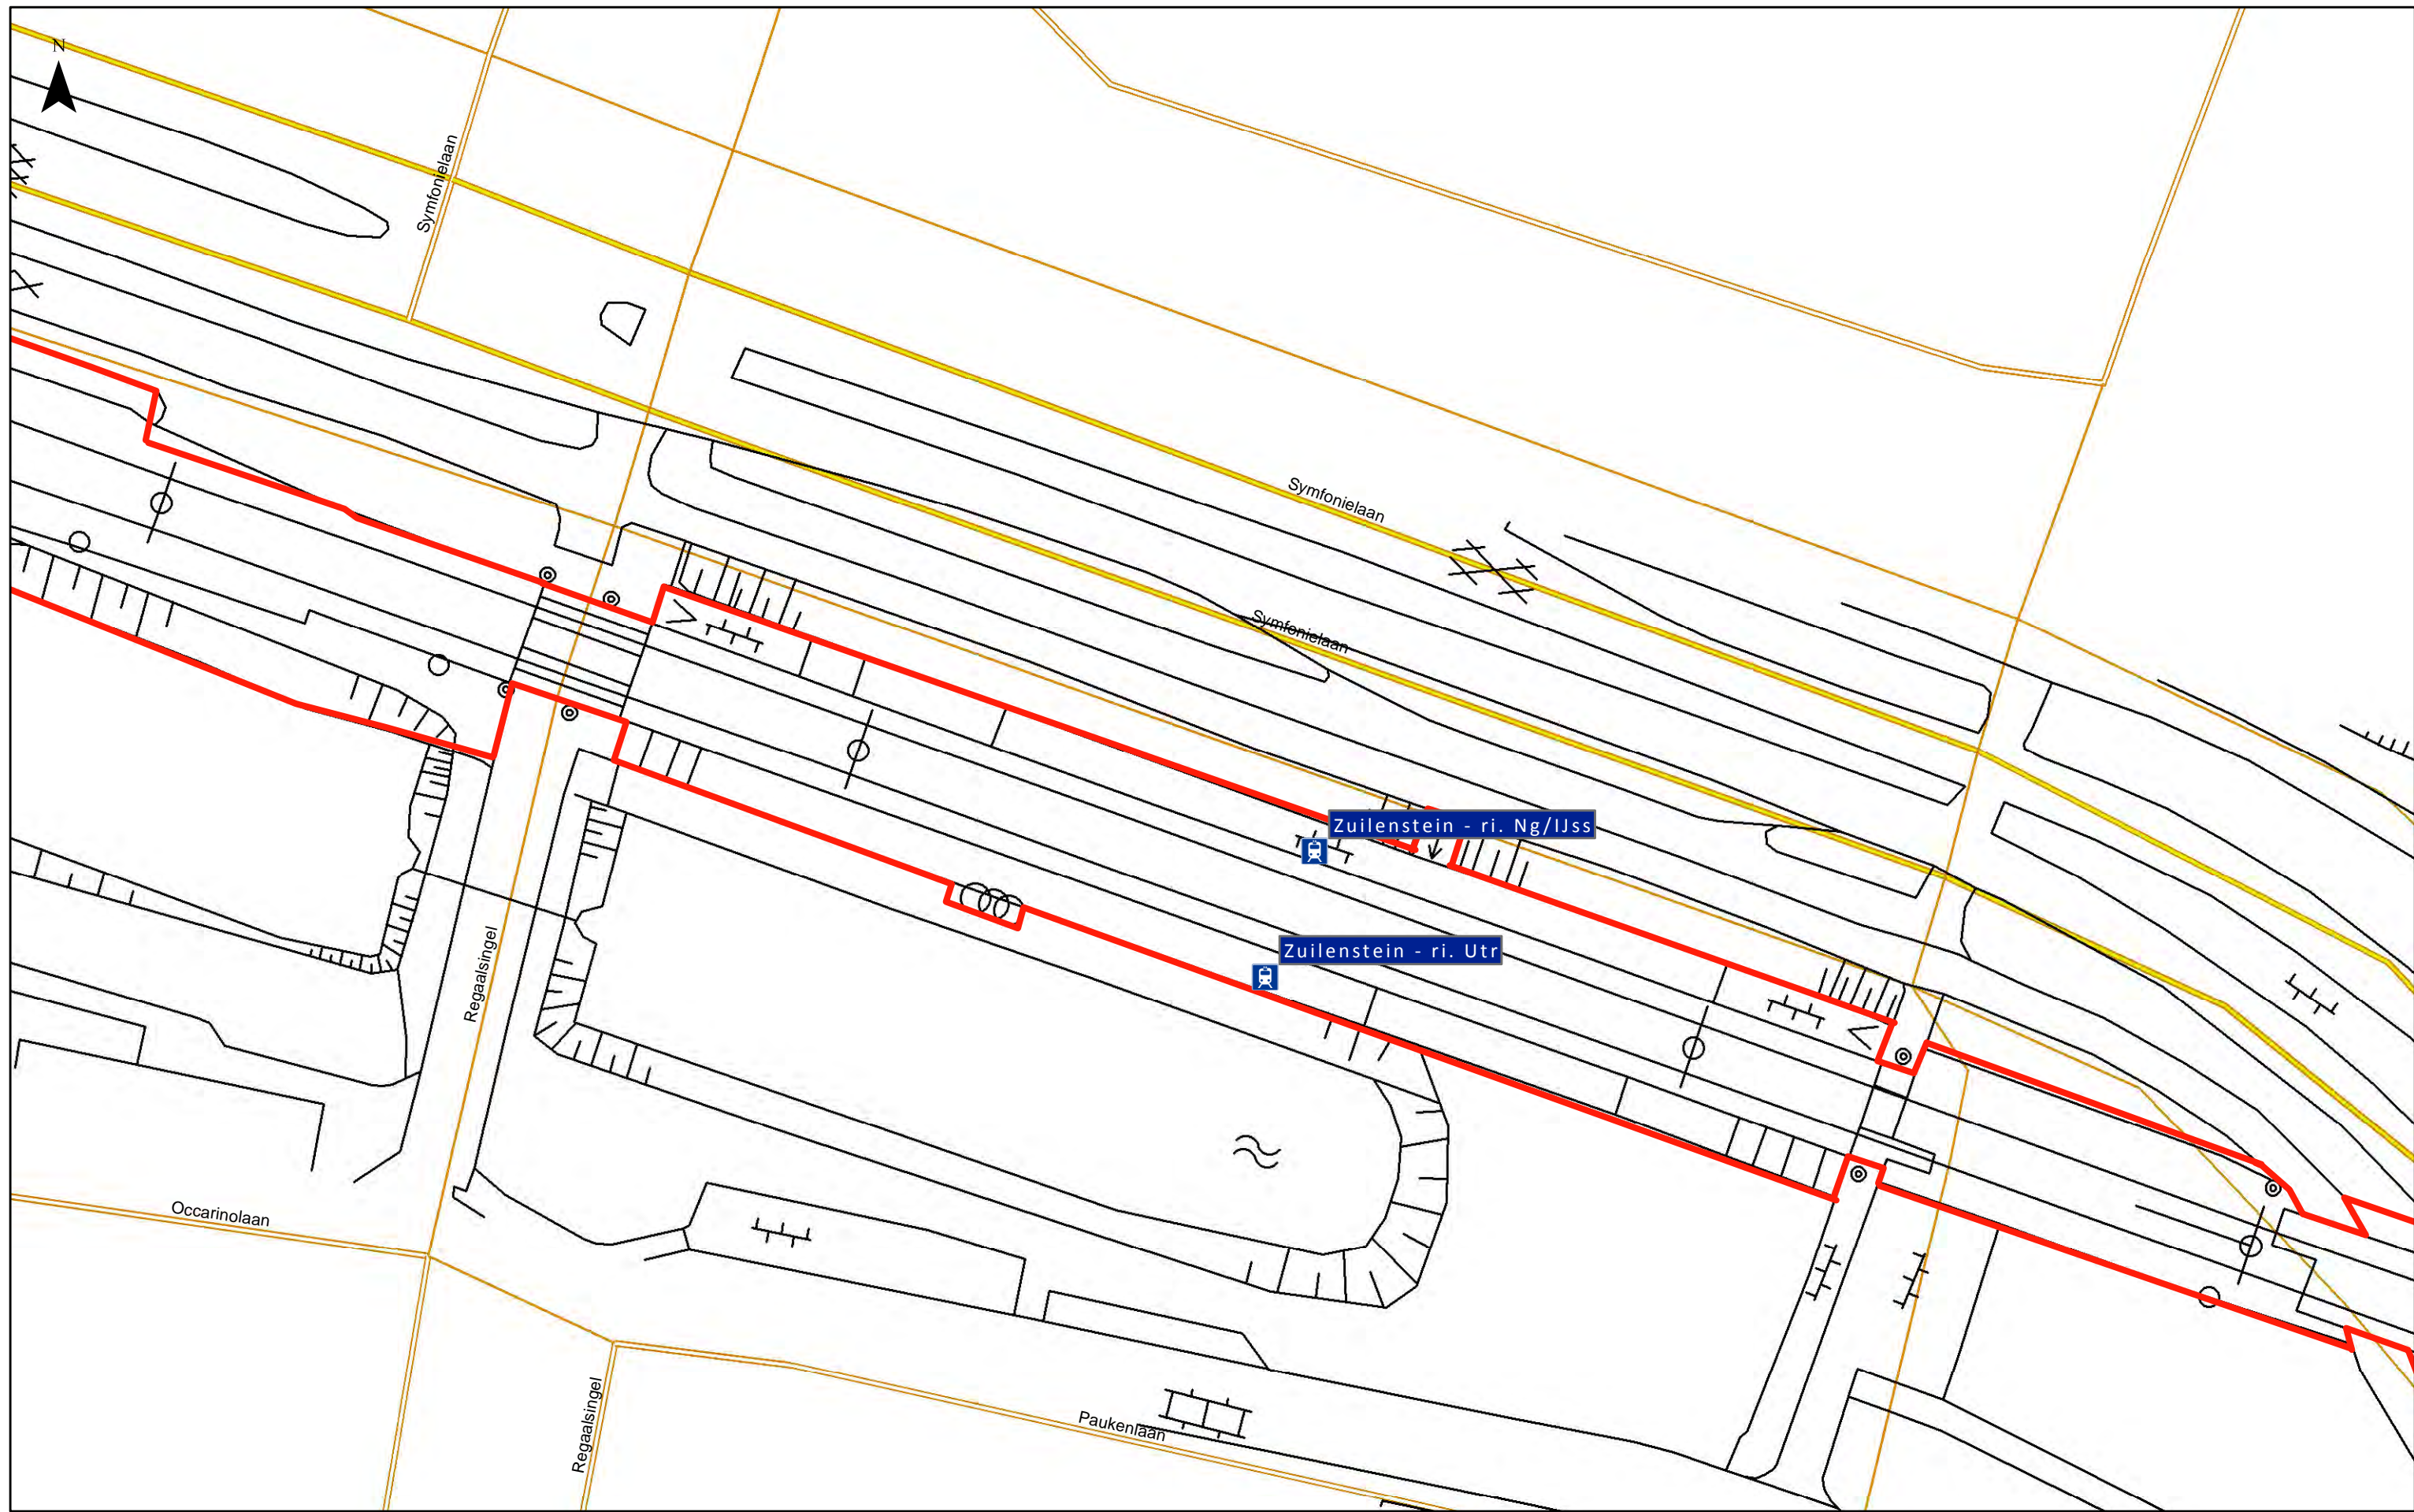 N
Symfonielaan
Symfonielaan
Symfonielaan
Zuilenstein - ri. Ng/IJss
Zuilenstein - ri. Utr
Regaalsingel
Occarinolaan
Regaalsingel
Paukenlaan